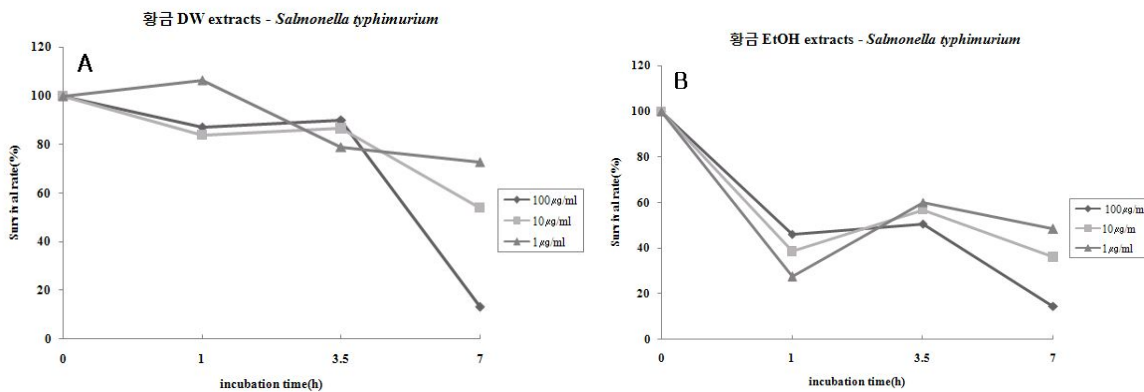 황금 DW extracts - Salmonella typhimurium
A
120
100
80
60
40
20
0
Survival rate(%)
0 1 3.5 7
incubation time(h)
100㎍/ml
10㎍/ml
1㎍/ml
황금 EtOH extracts - Salmonella typhimurium
B
120
100
80
60
40
20
0
Survival rate(%)
0 1 3.5 7
incubation time(h)
100㎍/m
10㎍/m
1㎍/ml